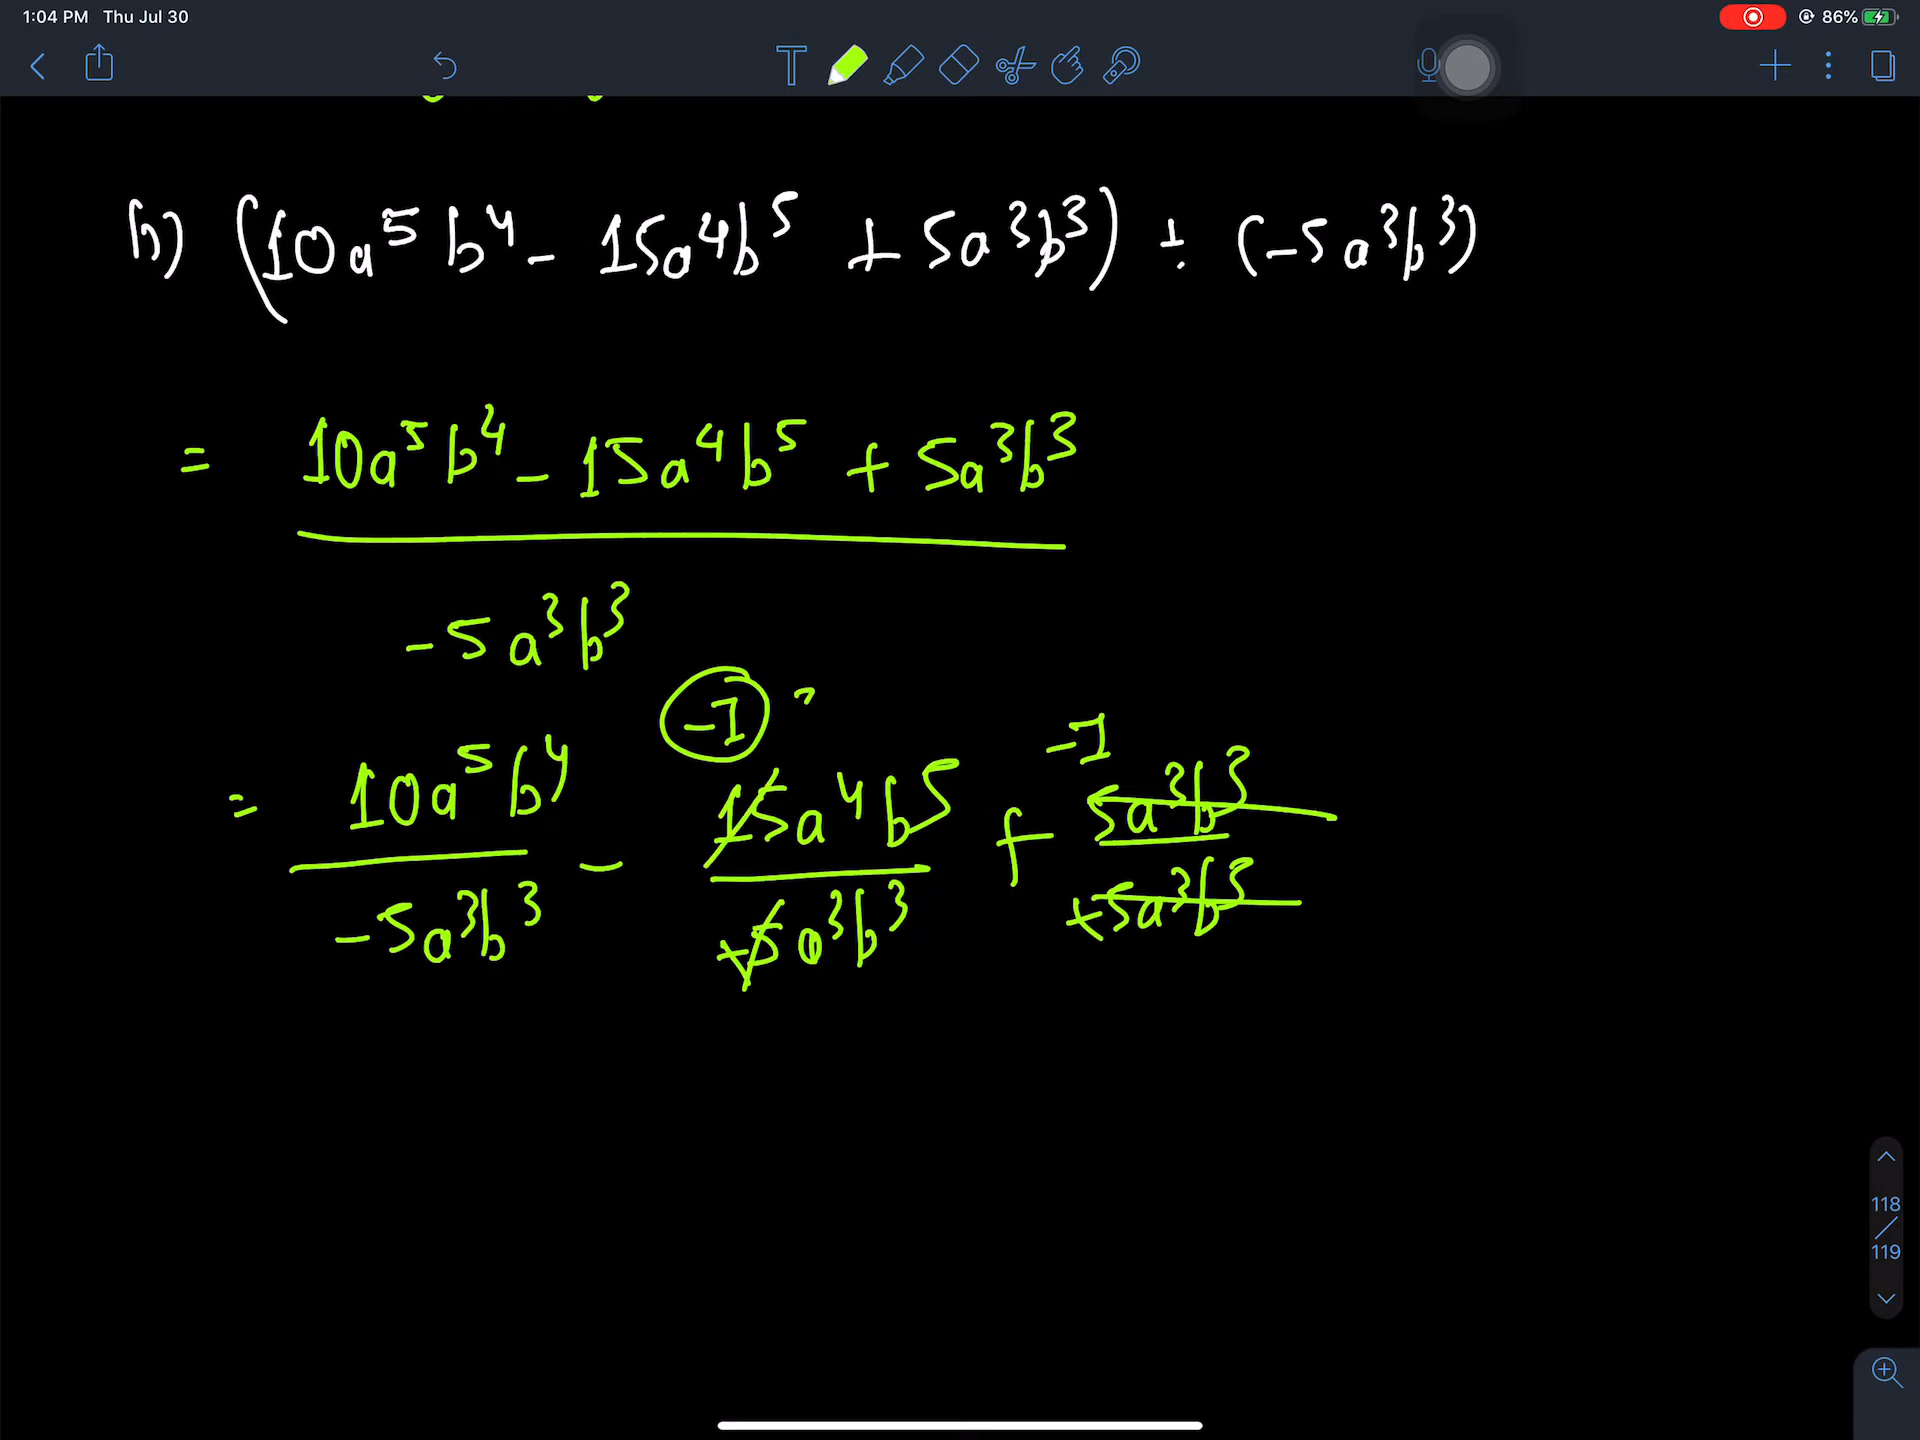 1:04 PM Thu Jul 30 86%
T
h) (10a⁵b⁴ - 15a⁴b⁵ + 5a³b³) ÷ (-5a³b³)
= 10a⁵b⁴ - 15a⁴b⁵ + 5a³b³
-5a³b³
-1 -1
= 10a⁵b⁴ - 15a⁴b⁵ + 5a³b³
-5a³b³ +5a³b³ +5a³b³
118
119